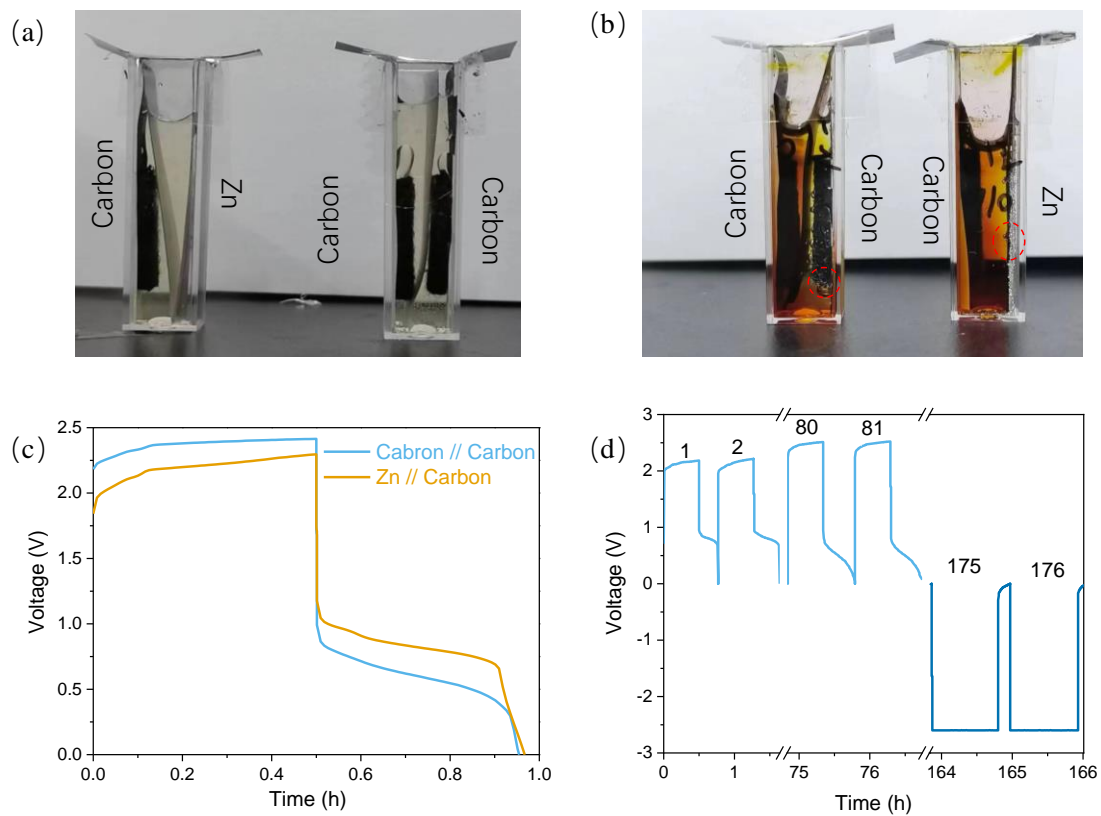 (a)
Carbon
Zn
Carbon
Carbon
(b)
Carbon
Carbon
Carbon
Zn
(c)
2.5
2.0
1.5
1.0
0.5
0.0
Voltage (V)
Cabron // Carbon
Zn // Carbon
0.0 0.2 0.4 0.6 0.8 1.0
Time (h)
(d)
3
2
1
0
-1
-2
-3
Voltage (V)
1 2 80 81 175 176
0 1 75 76 164 165 166
Time (h)